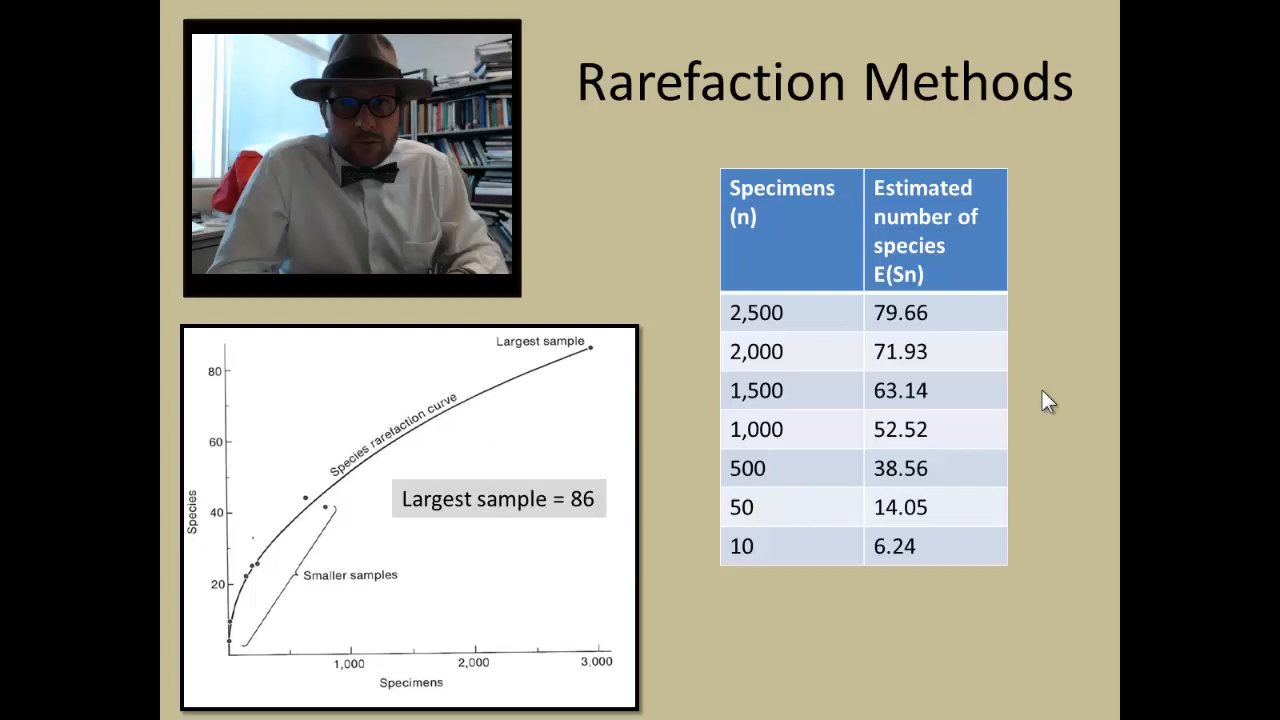 Rarefaction Methods
Specimens (n)
Estimated number of species E(Sn)
2,500 79.66
2,000 71.93
1,500 63.14
1,000 52.52
500 38.56
50 14.05
10 6.24
Largest sample
Species rarefaction curve
Largest sample = 86
Smaller samples
80
60
40
20
Species
1,000 2,000 3,000
Specimens